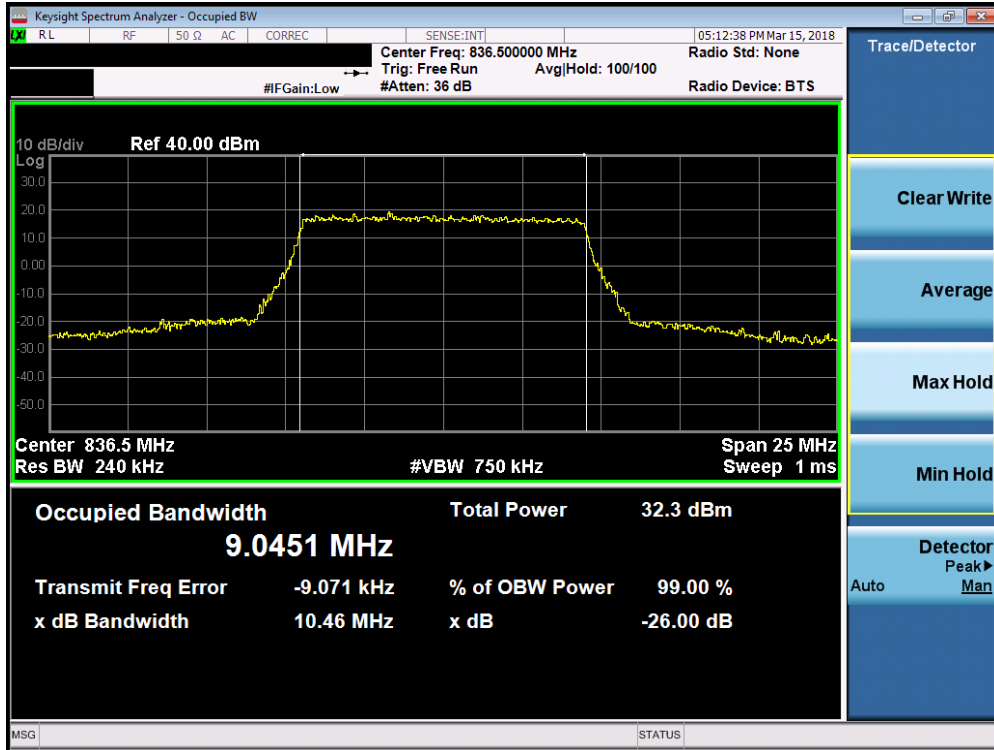 Keysight Spectrum Analyzer - Occupied BW
LXI RL RF 50 Ω AC CORREC SENSE:INT 05:12:38 PM Mar 15, 2018
Center Freq: 836.500000 MHz Radio Std: None
Trig: Free Run Avg|Hold: 100/100
#IFGain:Low #Atten: 36 dB Radio Device: BTS
10 dB/div Ref 40.00 dBm
Log
30.0
20.0
10.0
0.00
-10.0
-20.0
-30.0
-40.0
-50.0
Center 836.5 MHz Span 25 MHz
Res BW 240 kHz #VBW 750 kHz Sweep 1 ms
Occupied Bandwidth Total Power 32.3 dBm
9.0451 MHz
Transmit Freq Error -9.071 kHz % of OBW Power 99.00 %
x dB Bandwidth 10.46 MHz x dB -26.00 dB
MSG STATUS
Trace/Detector
Clear Write
Average
Max Hold
Min Hold
Detector
Peak▶
Auto Man